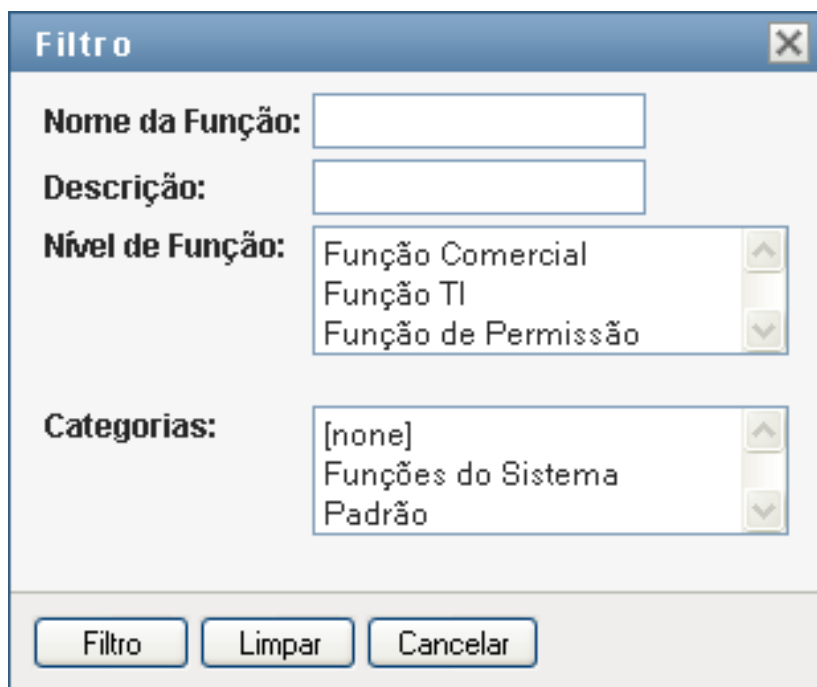 Filtro
Nome da Função:
Descrição:
Nível de Função:
Função Comercial
Função TI
Função de Permissão
Categorias:
[none]
Funções do Sistema
Padrão
Filtro Limpar Cancelar